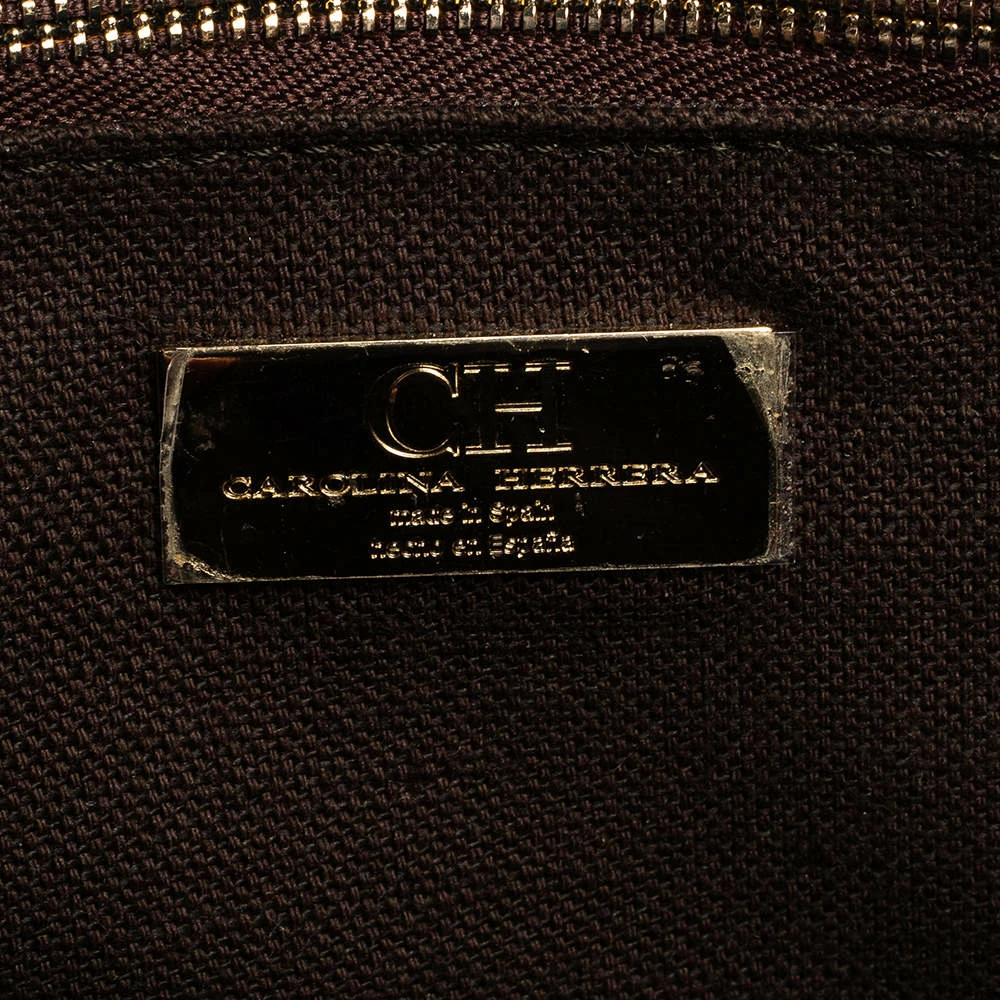 CH
CAROLINA HERRERA
made in Spain
hecho en España